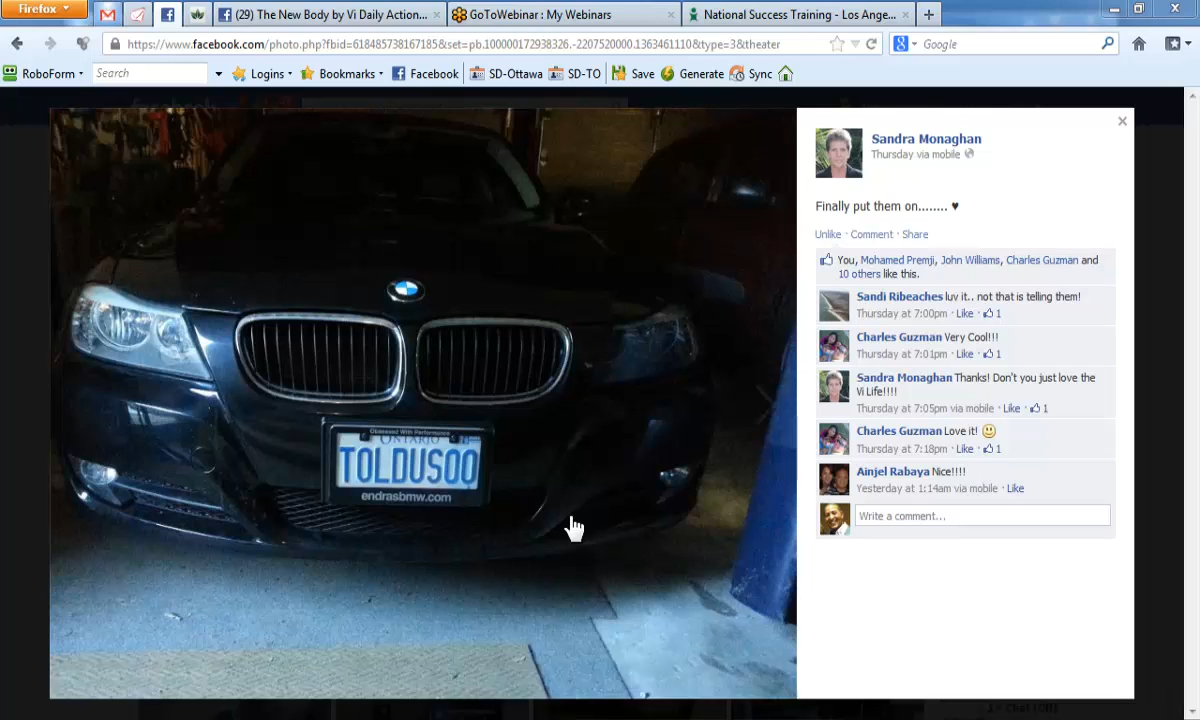 Firefox
(29) The New Body by Vi Daily Action...
GoToWebinar : My Webinars
National Success Training - Los Ange...
https://www.facebook.com/photo.php?fbid=618485738167185&set=pb.100000172938326.-2207520000.1363461110&type=3&theater
Google
RoboForm
Search
Logins
Bookmarks
Facebook
SD-Ottawa
SD-TO
Save
Generate
Sync
Obsessed With Performance
ONTARIO
TOLDUSOO
endrasbmw.com
Sandra Monaghan
Thursday via mobile
Finally put them on........ ♥
Unlike · Comment · Share
You, Mohamed Premji, John Williams, Charles Guzman and
10 others like this.
Sandi Ribeaches luv it.. not that is telling them!
Thursday at 7:00pm · Like · 1
Charles Guzman Very Cool!!!
Thursday at 7:01pm · Like · 1
Sandra Monaghan Thanks! Don't you just love the
Vi Life!!!!
Thursday at 7:05pm via mobile · Like · 1
Charles Guzman Love it!
Thursday at 7:18pm · Like · 1
Ainjel Rabaya Nice!!!!
Yesterday at 1:14am via mobile · Like
Write a comment...